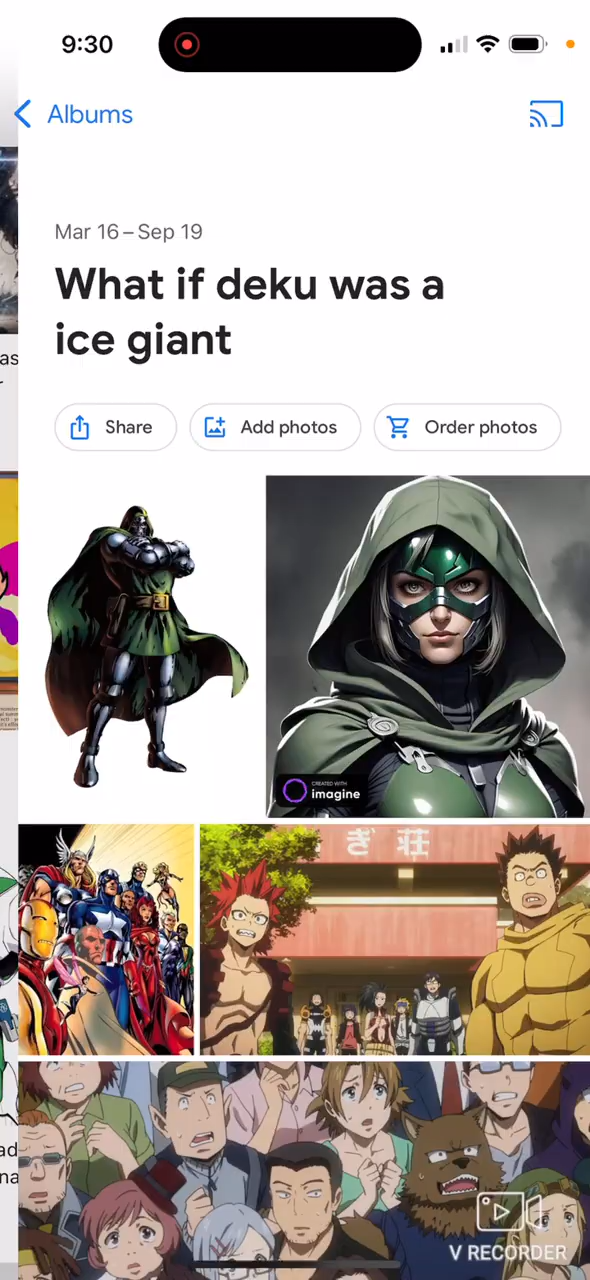 9:30
Albums
Mar 16 – Sep 19
What if deku was a
ice giant
Share
Add photos
Order photos
CREATED WITH
imagine
V RECORDER